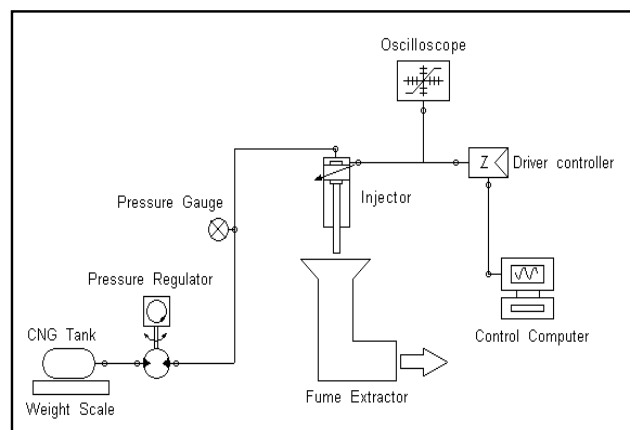 Oscilloscope
Z
Driver controller
Injector
Pressure Gauge
Pressure Regulator
Control Computer
CNG Tank
Weight Scale
Fume Extractor